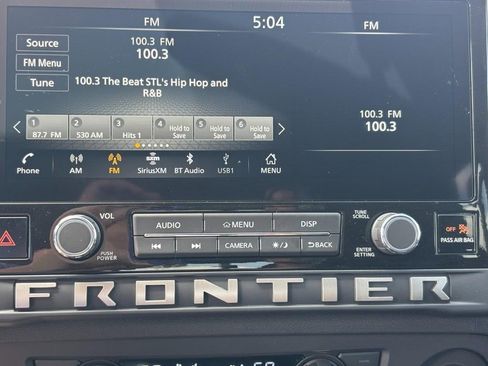 FM FM
5:04
Source
100.3 FM
100.3
FM Menu
Tune
100.3 The Beat STL's Hip Hop and
R&B
100.3 FM
100.3
1 2 3 4 5 6
87.7 FM 530 AM Hits 1 Hold to Save Hold to Save Hold to Save
Phone AM FM SiriusXM BT Audio USB1 MENU
VOL
PUSH
POWER
AUDIO MENU DISP
CAMERA BACK
TUNE
SCROLL
ENTER
SETTING
OFF
PASS AIR BAG
FRONTIER